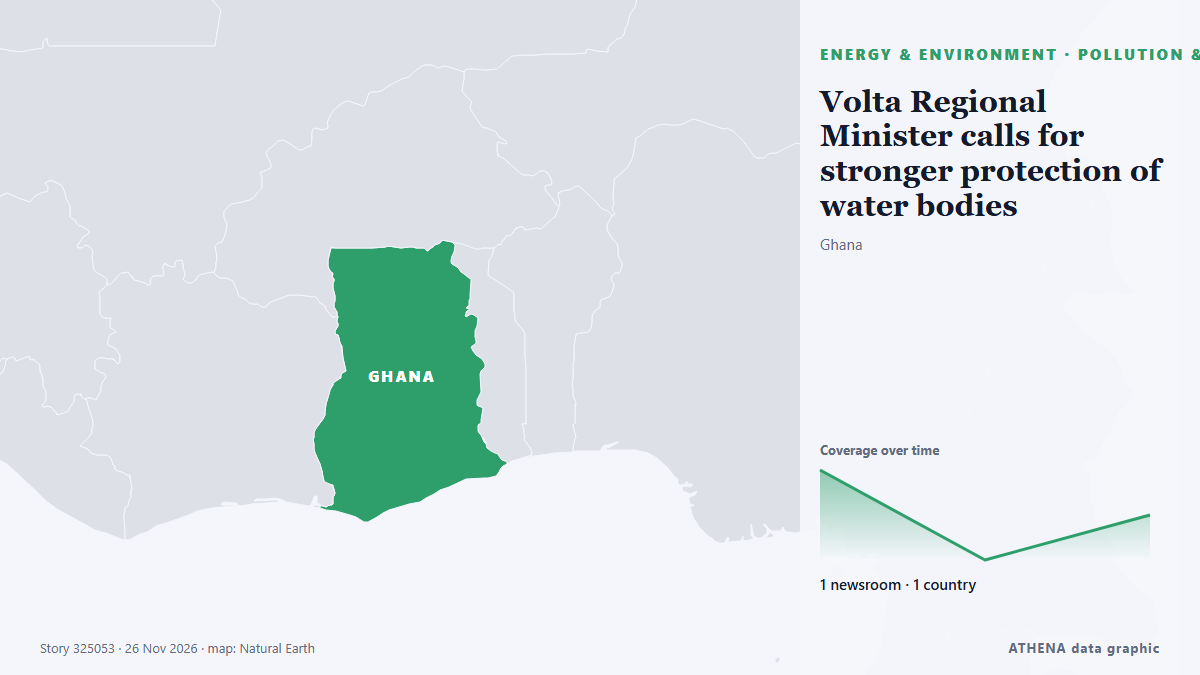 ENERGY & ENVIRONMENT · POLLUTION &
Volta Regional
Minister calls for
stronger protection of
water bodies
Ghana
GHANA
Coverage over time
1 newsroom · 1 country
Story 325053 · 26 Nov 2026 · map: Natural Earth
ATHENA data graphic